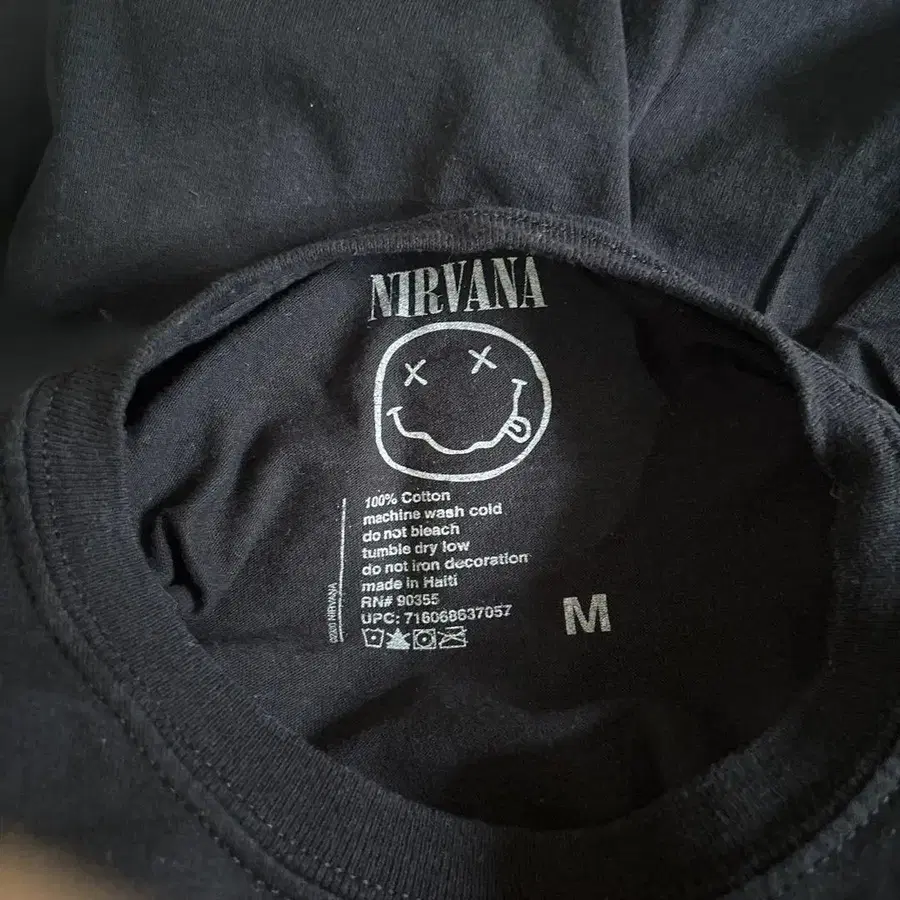 NIRVANA
100% Cotton
machine wash cold
do not bleach
tumble dry low
do not iron decoration
made in Haiti
RN# 90355
UPC: 716068637057
M
NIRVANA